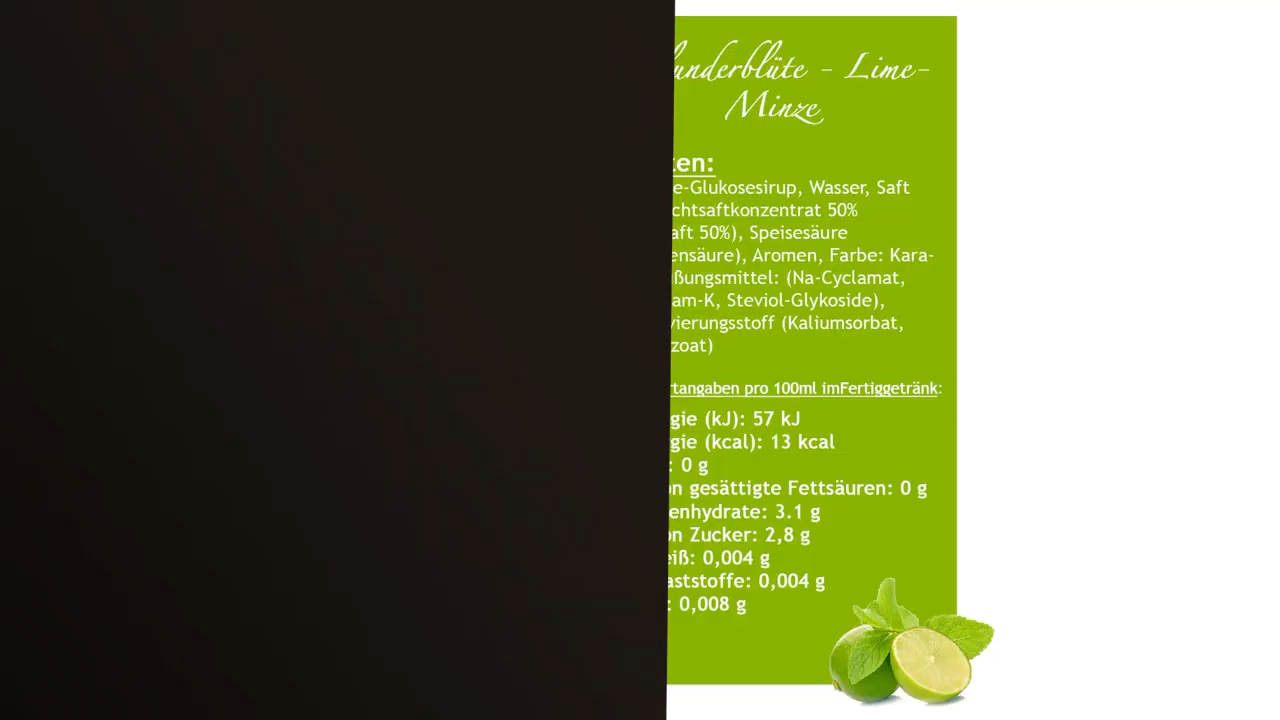 underblüte - Lime-
Minze
ten:
e-Glukosesirup, Wasser, Saft
chtsaftkonzentrat 50%
aft 50%), Speisesäure
ensäure), Aromen, Farbe: Kara-
ßungsmittel: (Na-Cyclamat,
am-K, Steviol-Glykoside),
vierungsstoff (Kaliumsorbat,
zoat)
rtangaben pro 100ml imFertiggetränk:
gie (kJ): 57 kJ
gie (kcal): 13 kcal
: 0 g
on gesättigte Fettsäuren: 0 g
enhydrate: 3.1 g
on Zucker: 2,8 g
eiß: 0,004 g
aststoffe: 0,004 g
: 0,008 g